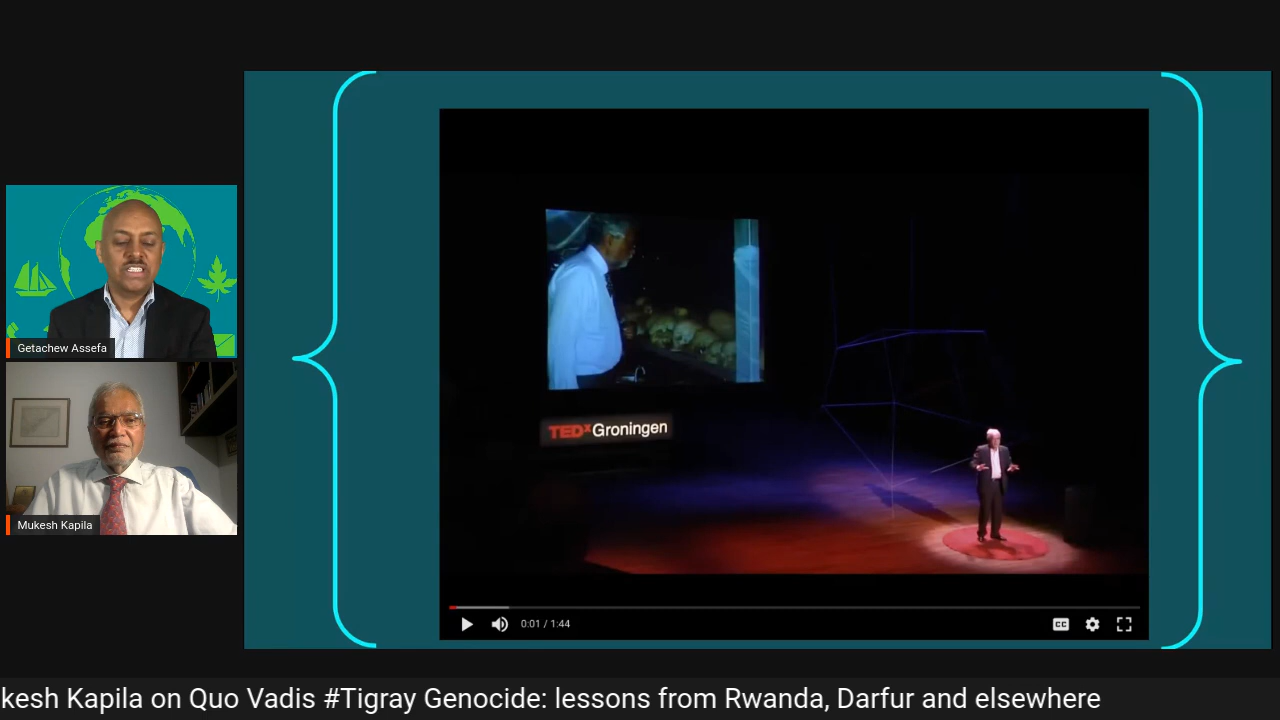 Getachew Assefa
Mukesh Kapila
TEDxGroningen
0:01 / 1:44
CC
kesh Kapila on Quo Vadis #Tigray Genocide: lessons from Rwanda, Darfur and elsewhere